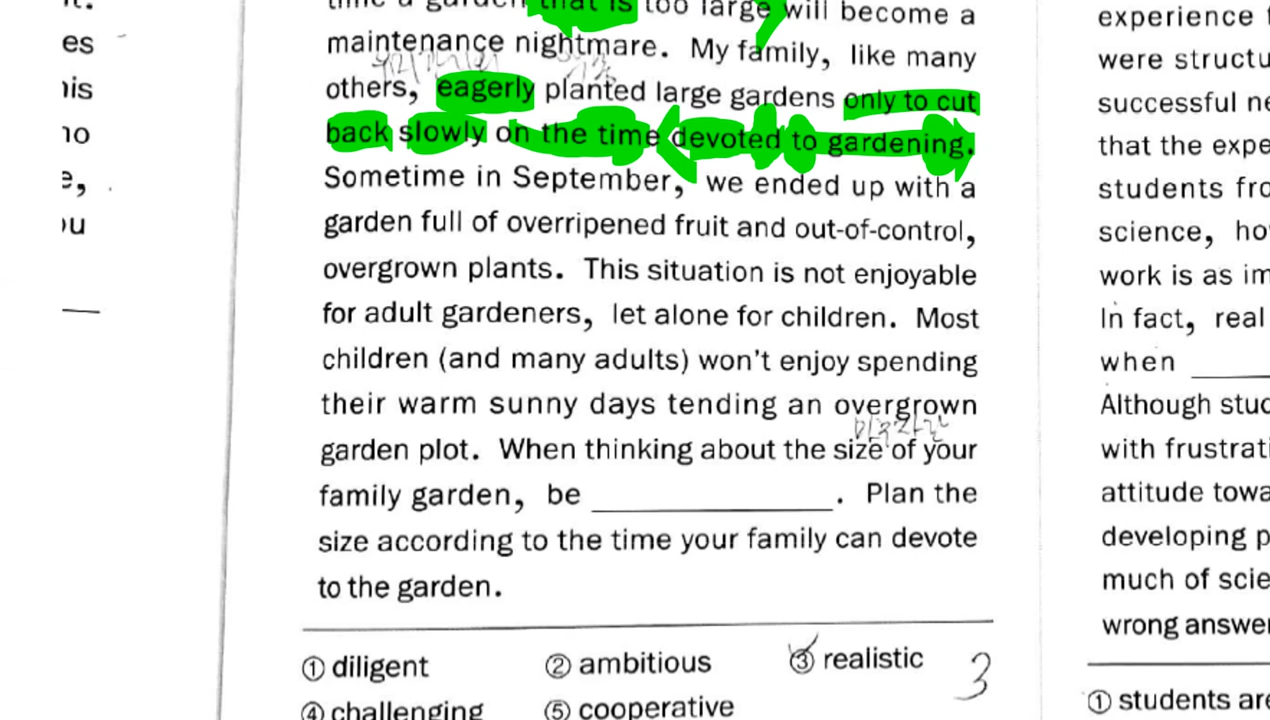 es
his
no
e,
ou
time a garden that is too large will become a
maintenance nightmare. My family, like many
others, eagerly planted large gardens only to cut
back slowly on the time devoted to gardening.
Sometime in September, we ended up with a
garden full of overripened fruit and out-of-control,
overgrown plants. This situation is not enjoyable
for adult gardeners, let alone for children. Most
children (and many adults) won't enjoy spending
their warm sunny days tending an overgrown
garden plot. When thinking about the size of your
family garden, be ____________. Plan the
size according to the time your family can devote
to the garden.
① diligent ② ambitious ③ realistic 3
④ challenging ⑤ cooperative
experience
were structu
successful ne
that the expe
students fro
science, ho
work is as im
In fact, real
when ____
Although stud
with frustrati
attitude towa
developing p
much of scie
wrong answe
① students are